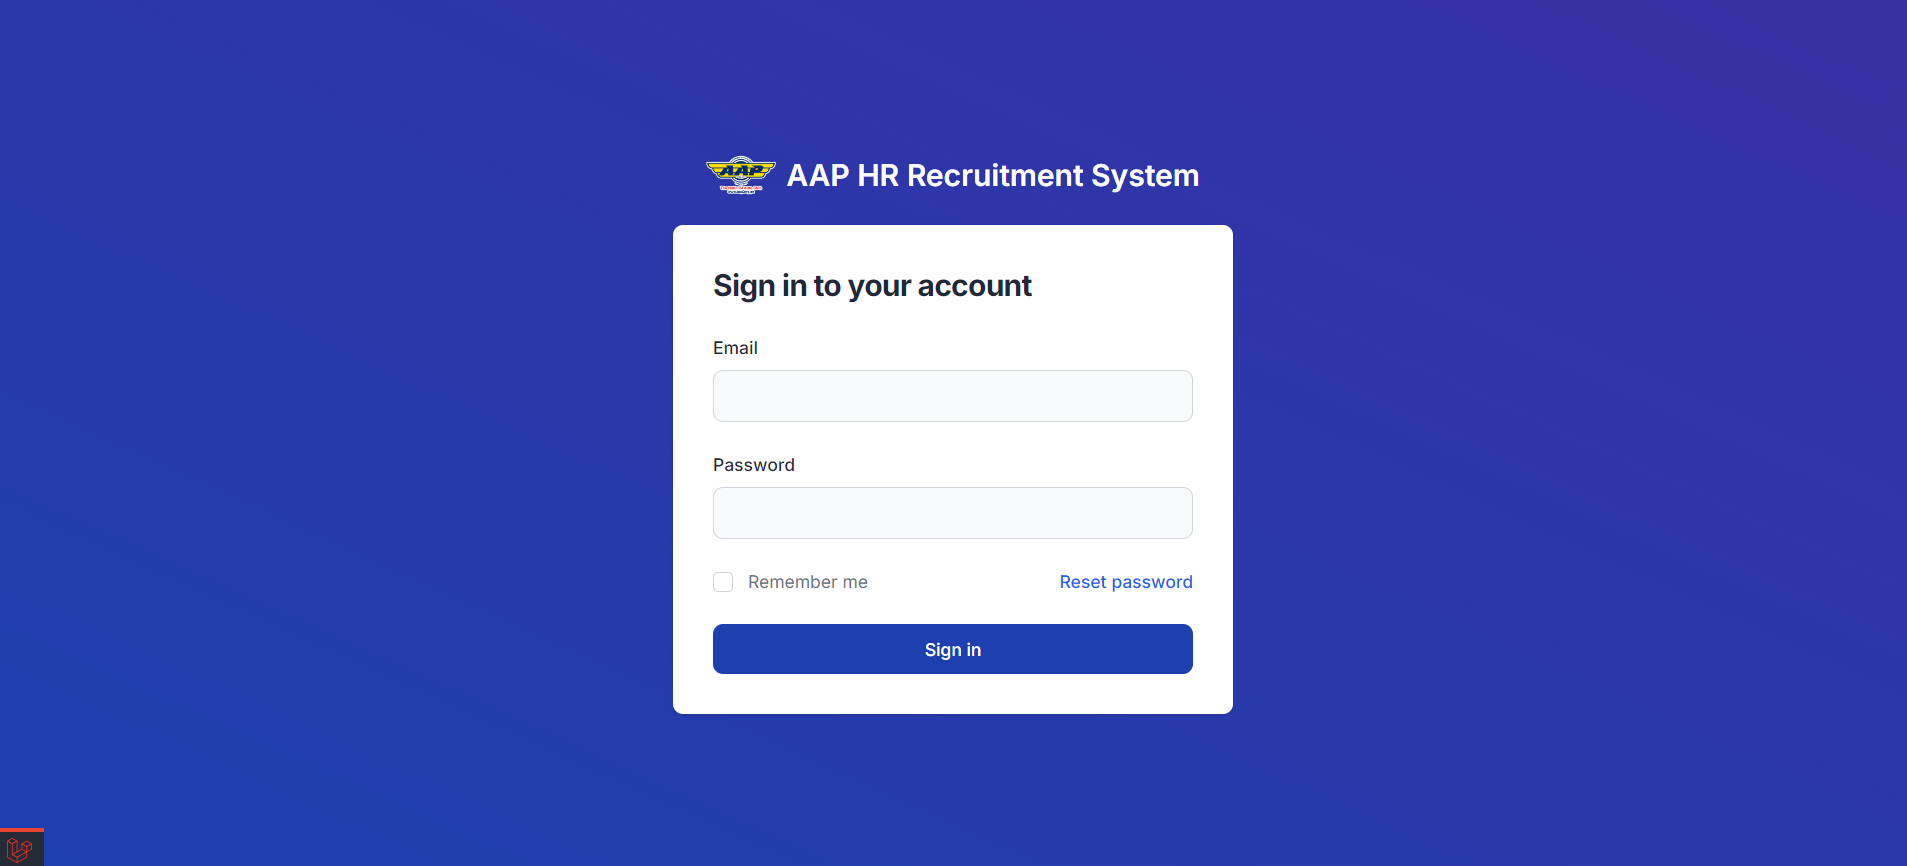 AAP
AAP HR Recruitment System
Sign in to your account
Email
Password
Remember me
Reset password
Sign in